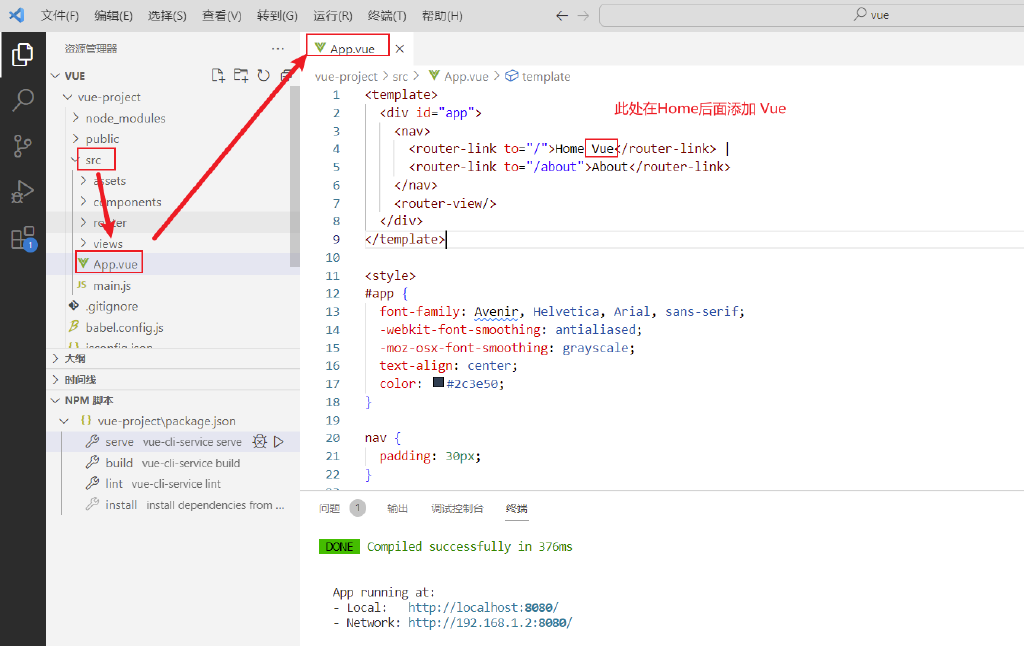 文件(F) 编辑(E) 选择(S) 查看(V) 转到(G) 运行(R) 终端(T) 帮助(H) vue
资源管理器
VUE
vue-project
node_modules
public
src
assets
components
router
views
App.vue
main.js
.gitignore
babel.config.js
jsconfig.json
大纲
时间线
NPM 脚本
{} vue-project\package.json
serve vue-cli-service serve
build vue-cli-service build
lint vue-cli-service lint
install install dependencies from ...
1
App.vue
vue-project > src > App.vue > template
此处在Home后面添加 Vue
1 <template>
2 <div id="app">
3 <nav>
4 <router-link to="/">Home Vue</router-link> |
5 <router-link to="/about">About</router-link>
6 </nav>
7 <router-view/>
8 </div>
9 </template>
10
11 <style>
12 #app {
13 font-family: Avenir, Helvetica, Arial, sans-serif;
14 -webkit-font-smoothing: antialiased;
15 -moz-osx-font-smoothing: grayscale;
16 text-align: center;
17 color: #2c3e50;
18 }
19
20 nav {
21 padding: 30px;
22 }
问题 1 输出 调试控制台 终端
DONE Compiled successfully in 376ms
App running at:
- Local: http://localhost:8080/
- Network: http://192.168.1.2:8080/